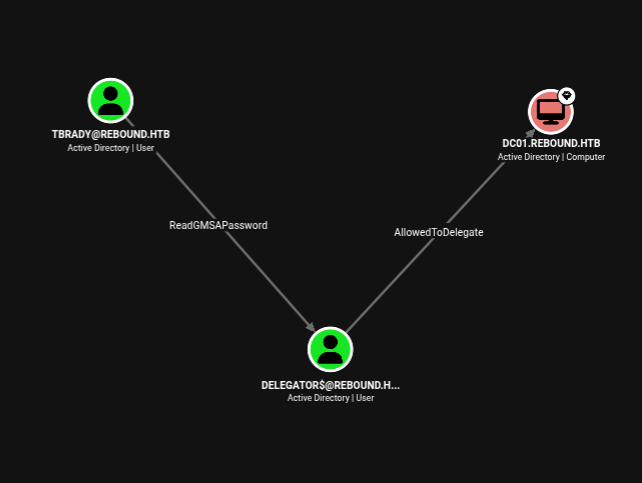 TBRADY@REBOUND.HTB
Active Directory | User
DC01.REBOUND.HTB
Active Directory | Computer
ReadGMSAPassword
AllowedToDelegate
DELEGATOR$@REBOUND.H...
Active Directory | User